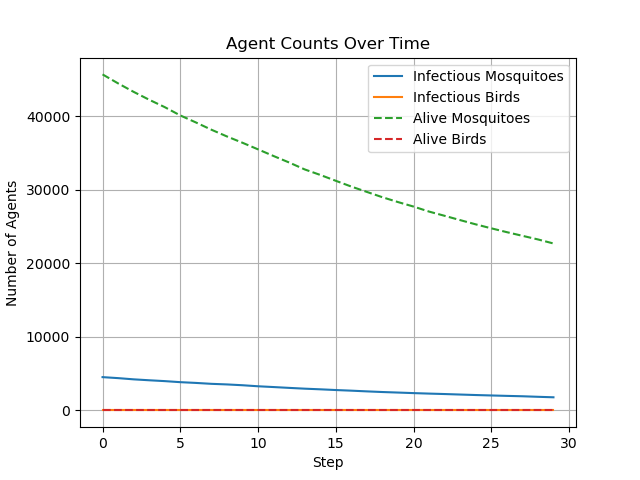 Agent Counts Over Time
Infectious Mosquitoes
Infectious Birds
Alive Mosquitoes
Alive Birds
Number of Agents
40000
30000
20000
10000
0
0 5 10 15 20 25 30
Step